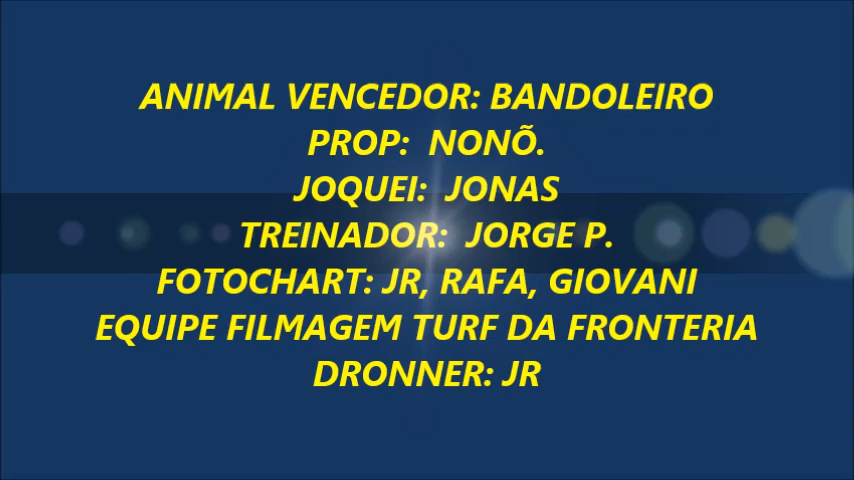 ANIMAL VENCEDOR: BANDOLEIRO
PROP: NONÕ.
JOQUEI: JONAS
TREINADOR: JORGE P.
FOTOCHART: JR, RAFA, GIOVANI
EQUIPE FILMAGEM TURF DA FRONTERIA
DRONNER: JR